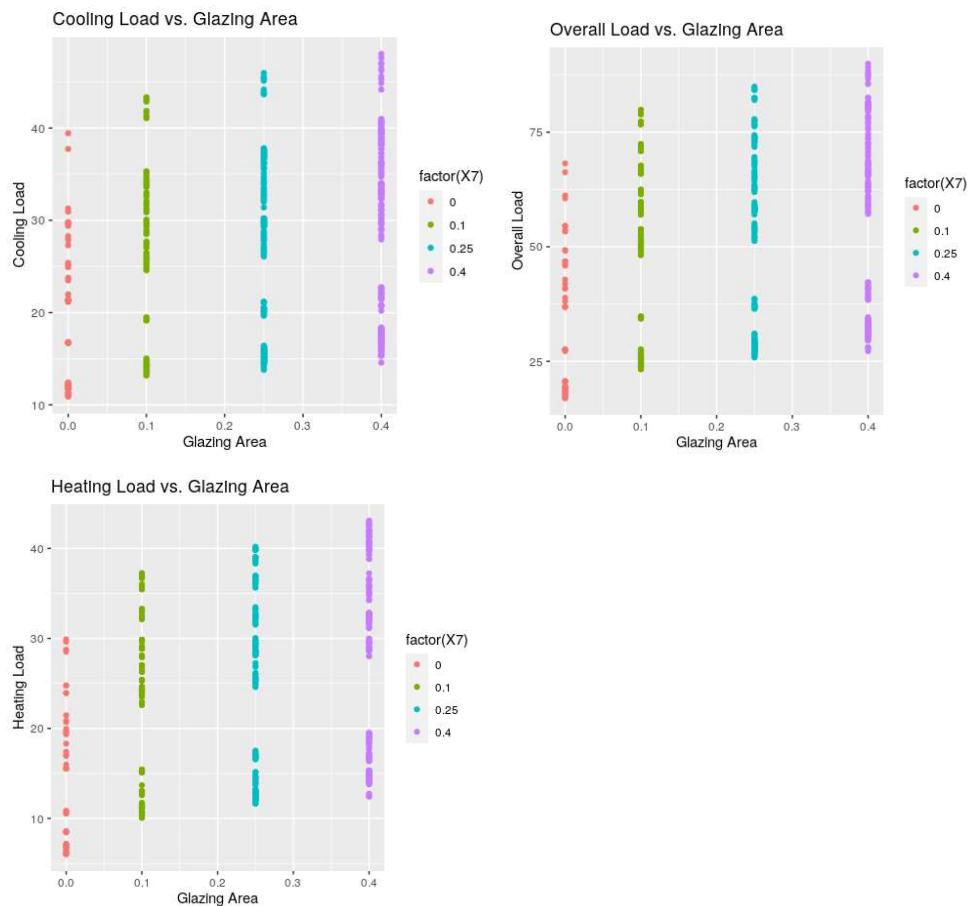 Cooling Load vs. Glazing Area
40
30
20
10
Cooling Load
0.0 0.1 0.2 0.3 0.4
Glazing Area
factor(X7)
0
0.1
0.25
0.4
Overall Load vs. Glazing Area
75
50
25
Overall Load
0.0 0.1 0.2 0.3 0.4
Glazing Area
factor(X7)
0
0.1
0.25
0.4
Heating Load vs. Glazing Area
40
30
20
10
Heating Load
0.0 0.1 0.2 0.3 0.4
Glazing Area
factor(X7)
0
0.1
0.25
0.4